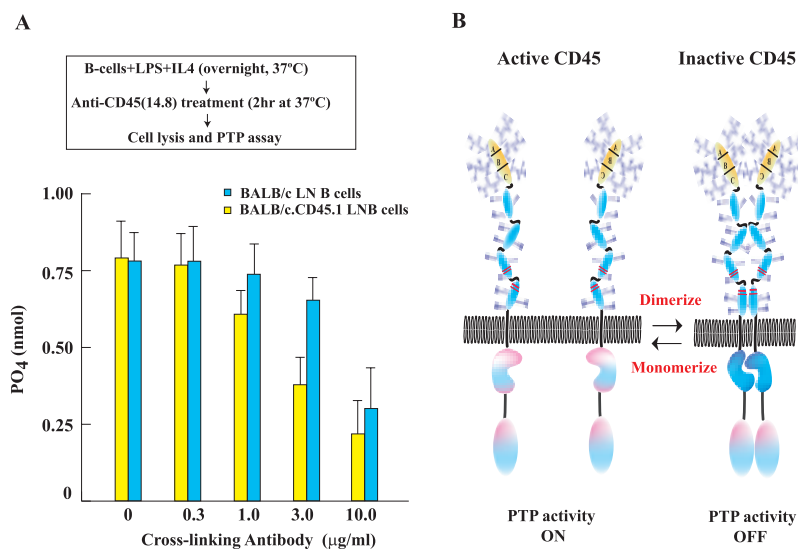 A
B-cells+LPS+IL4 (overnight, 37ºC)
Anti-CD45(14.8) treatment (2hr at 37ºC)
Cell lysis and PTP assay
BALB/c LN B cells
BALB/c.CD45.1 LNB cells
PO4 (nmol)
1.00
0.75
0.50
0.25
0
0 0.3 1.0 3.0 10.0
Cross-linking Antibody (µg/ml)
B
Active CD45 Inactive CD45
A B C
A B C
A B C
A B C
Dimerize
Monomerize
PTP activity
ON
PTP activity
OFF